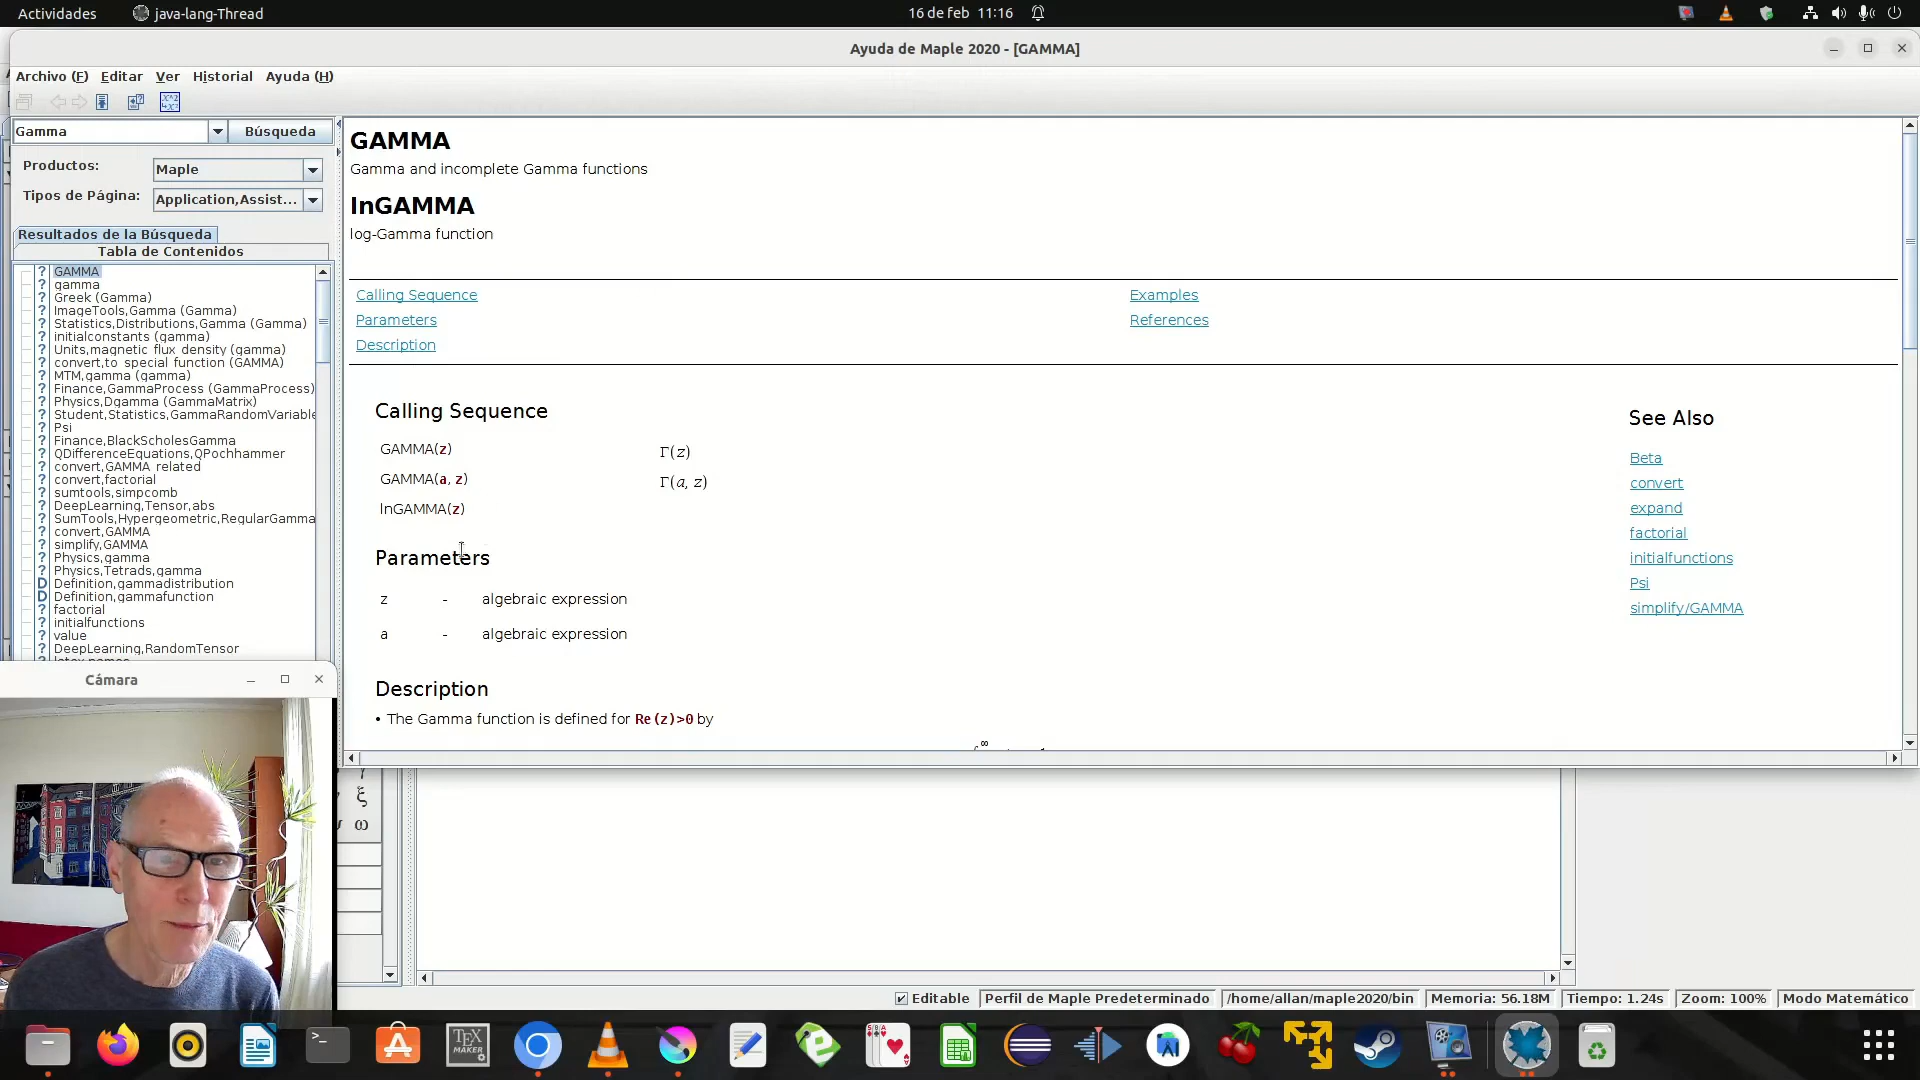 Actividades
java-lang-Thread
16 de feb 11:16
Ayuda de Maple 2020 - [GAMMA]
Archivo (F) Editar Ver Historial Ayuda (H)
Gamma
Búsqueda
Productos: Maple
Tipos de Página: Application,Assist...
Resultados de la Búsqueda
Tabla de Contenidos
GAMMA
gamma
Greek (Gamma)
ImageTools,Gamma (Gamma)
Statistics,Distributions,Gamma (Gamma)
initialconstants (gamma)
Units,magnetic_flux_density (gamma)
convert,to_special_function (GAMMA)
MTM,gamma (gamma)
Finance,GammaProcess (GammaProcess)
Physics,Dgamma (GammaMatrix)
Student,Statistics,GammaRandomVariable
Psi
Finance,BlackScholesGamma
QDifferenceEquations,QPochhammer
convert,GAMMA_related
convert,factorial
sumtools,simpcomb
DeepLearning,Tensor,abs
SumTools,Hypergeometric,RegularGamma
convert,GAMMA
simplify,GAMMA
Physics,gamma
Physics,Tetrads,gamma
Definition,gammadistribution
Definition,gammafunction
factorial
initialfunctions
value
DeepLearning,RandomTensor
GAMMA
Gamma and incomplete Gamma functions
lnGAMMA
log-Gamma function
Calling Sequence
Parameters
Description
Examples
References
Calling Sequence
GAMMA(z) Γ(z)
GAMMA(a, z) Γ(a, z)
lnGAMMA(z)
Parameters
z - algebraic expression
a - algebraic expression
Description
• The Gamma function is defined for Re(z)>0 by
∞
See Also
Beta
convert
expand
factorial
initialfunctions
Psi
simplify/GAMMA
Cámara
ξ
ω
Editable
Perfil de Maple Predeterminado
/home/allan/maple2020/bin
Memoria: 56.18M
Tiempo: 1.24s
Zoom: 100%
Modo Matemático
TEX
MAKER